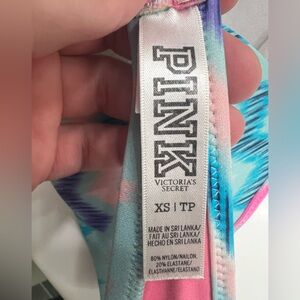 PINK
VICTORIA'S
SECRET
XS | TP
MADE IN SRI LANKA/
FAIT AU SRI LANKA/
HECHO EN SRI LANKA
80% NYLON/NAILON,
20% ELASTANE/
ÉLASTHANNE/ELASTANO